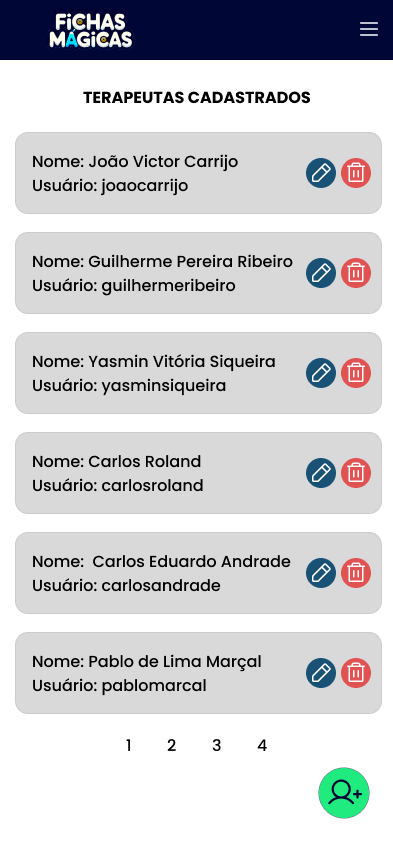 FiCHAS
MÁGiCAS
TERAPEUTAS CADASTRADOS
Nome: João Victor Carrijo
Usuário: joaocarrijo
Nome: Guilherme Pereira Ribeiro
Usuário: guilhermeribeiro
Nome: Yasmin Vitória Siqueira
Usuário: yasminsiqueira
Nome: Carlos Roland
Usuário: carlosroland
Nome:  Carlos Eduardo Andrade
Usuário: carlosandrade
Nome: Pablo de Lima Marçal
Usuário: pablomarcal
1 2 3 4